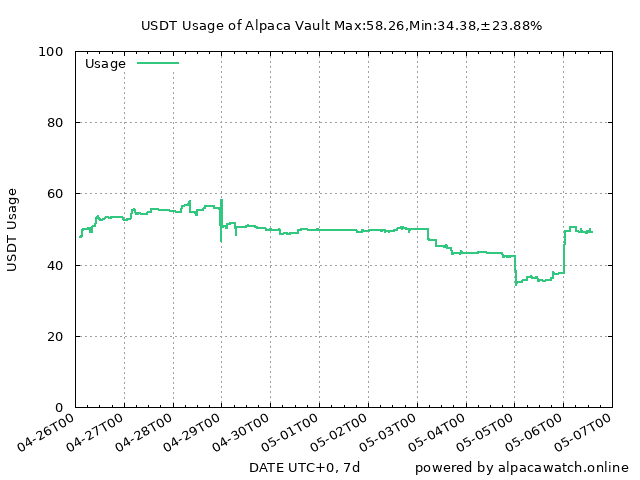 USDT Usage of Alpaca Vault Max:58.26,Min:34.38,±23.88%
100
80
60
40
20
0
USDT Usage
Usage
04-26T00
04-27T00
04-28T00
04-29T00
04-30T00
05-01T00
05-02T00
05-03T00
05-04T00
05-05T00
05-06T00
05-07T00
DATE UTC+0, 7d
powered by alpacawatch.online